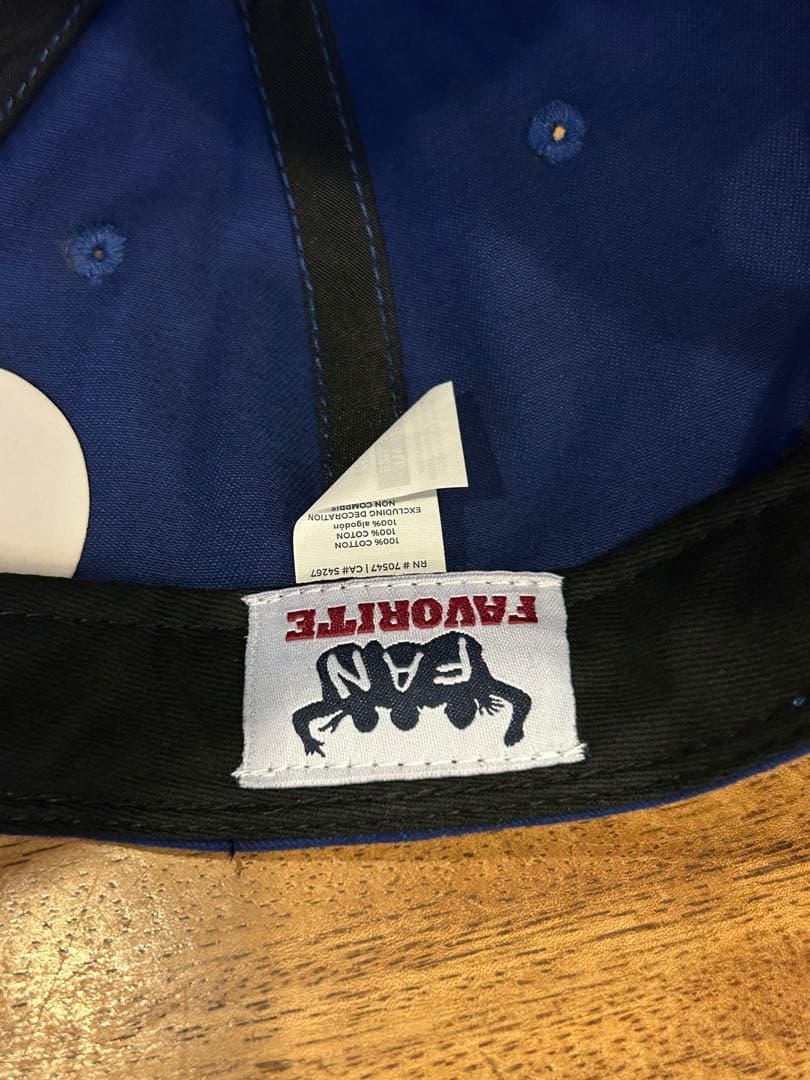 FAVORITE
FAN
RN # 70547 | CA# 54267
100% COTTON
100% COTON
100% algodón
EXCLUDING DECORATION
NON COMPRIS